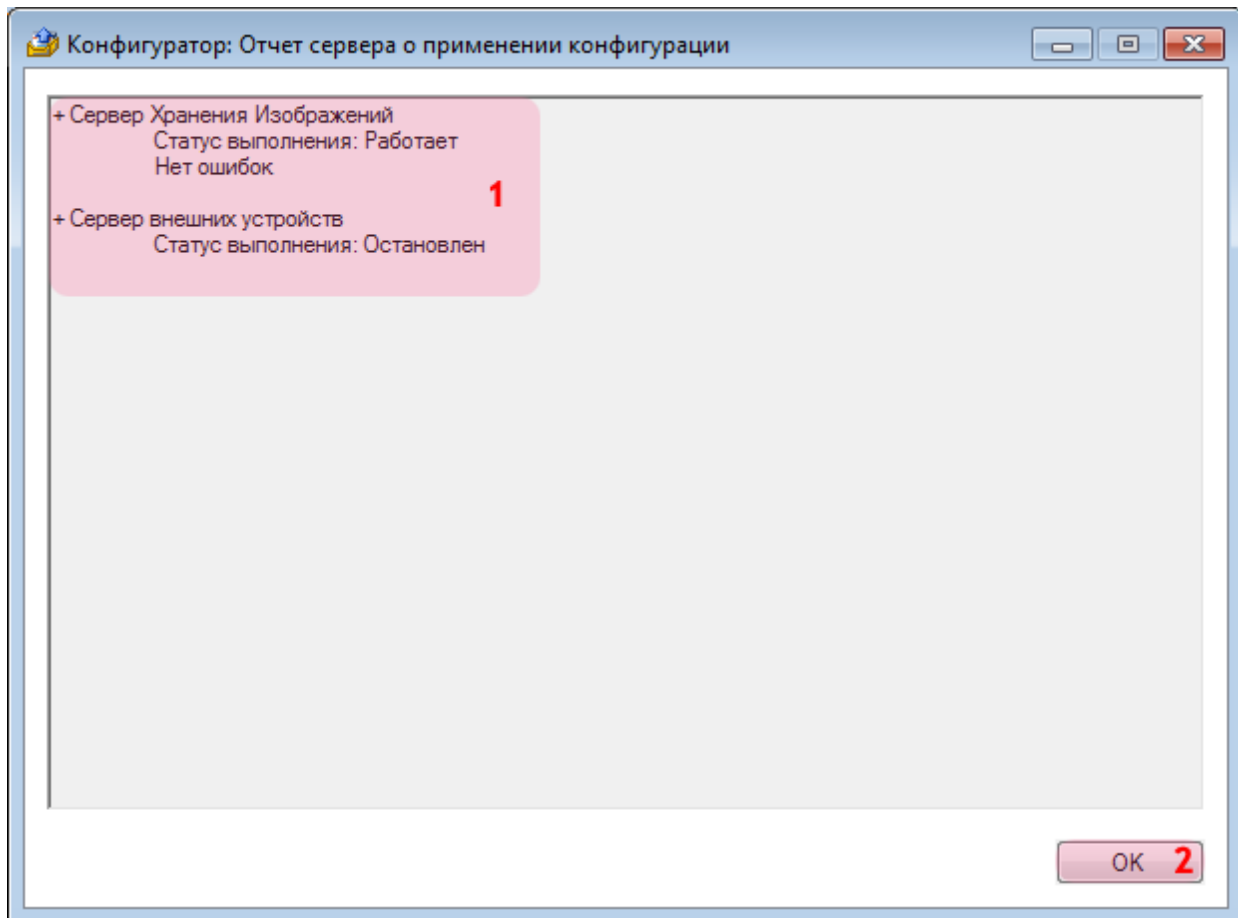 Конфигуратор: Отчет сервера о применении конфигурации
+ Сервер Хранения Изображений
Статус выполнения: Работает
Нет ошибок
1
+ Сервер внешних устройств
Статус выполнения: Остановлен
OK 2